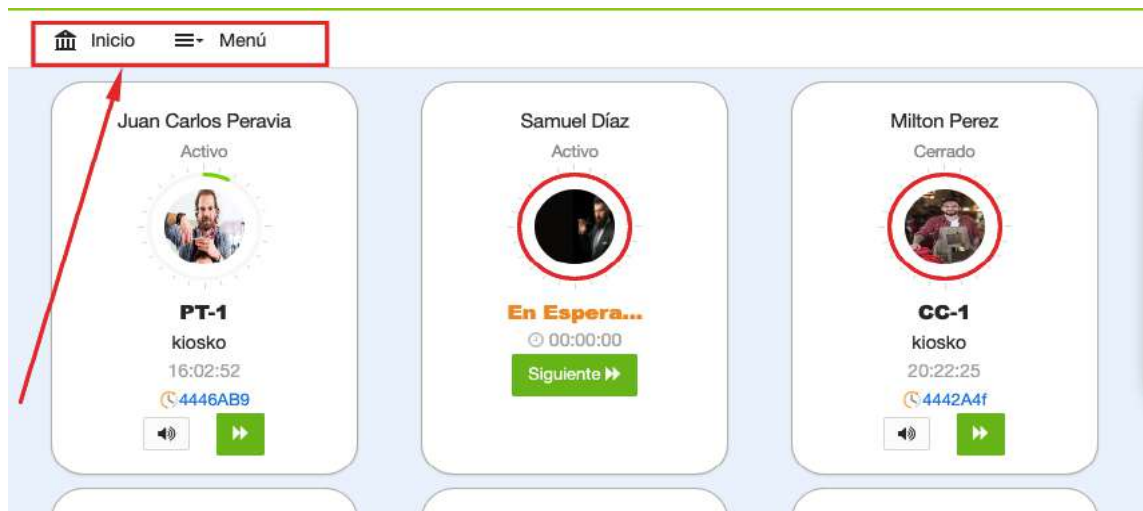 Inicio Menú
Juan Carlos Peravia
Activo
PT-1
kiosko
16:02:52
4446AB9
Samuel Díaz
Activo
En Espera...
00:00:00
Siguiente
Milton Perez
Cerrado
CC-1
kiosko
20:22:25
4442A4f